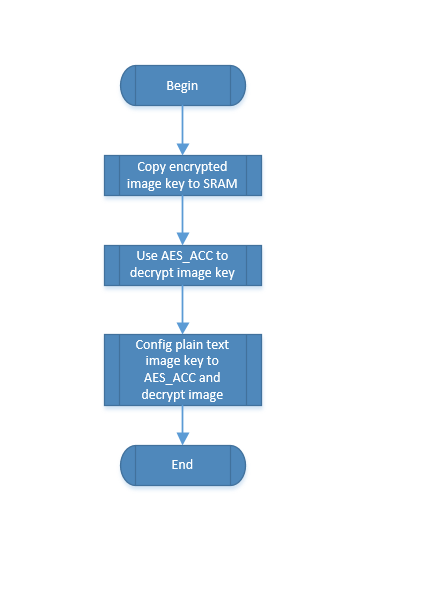 Begin
Copy encrypted
image key to SRAM
Use AES_ACC to
decrypt image key
Config plain text
image key to
AES_ACC and
decrypt image
End